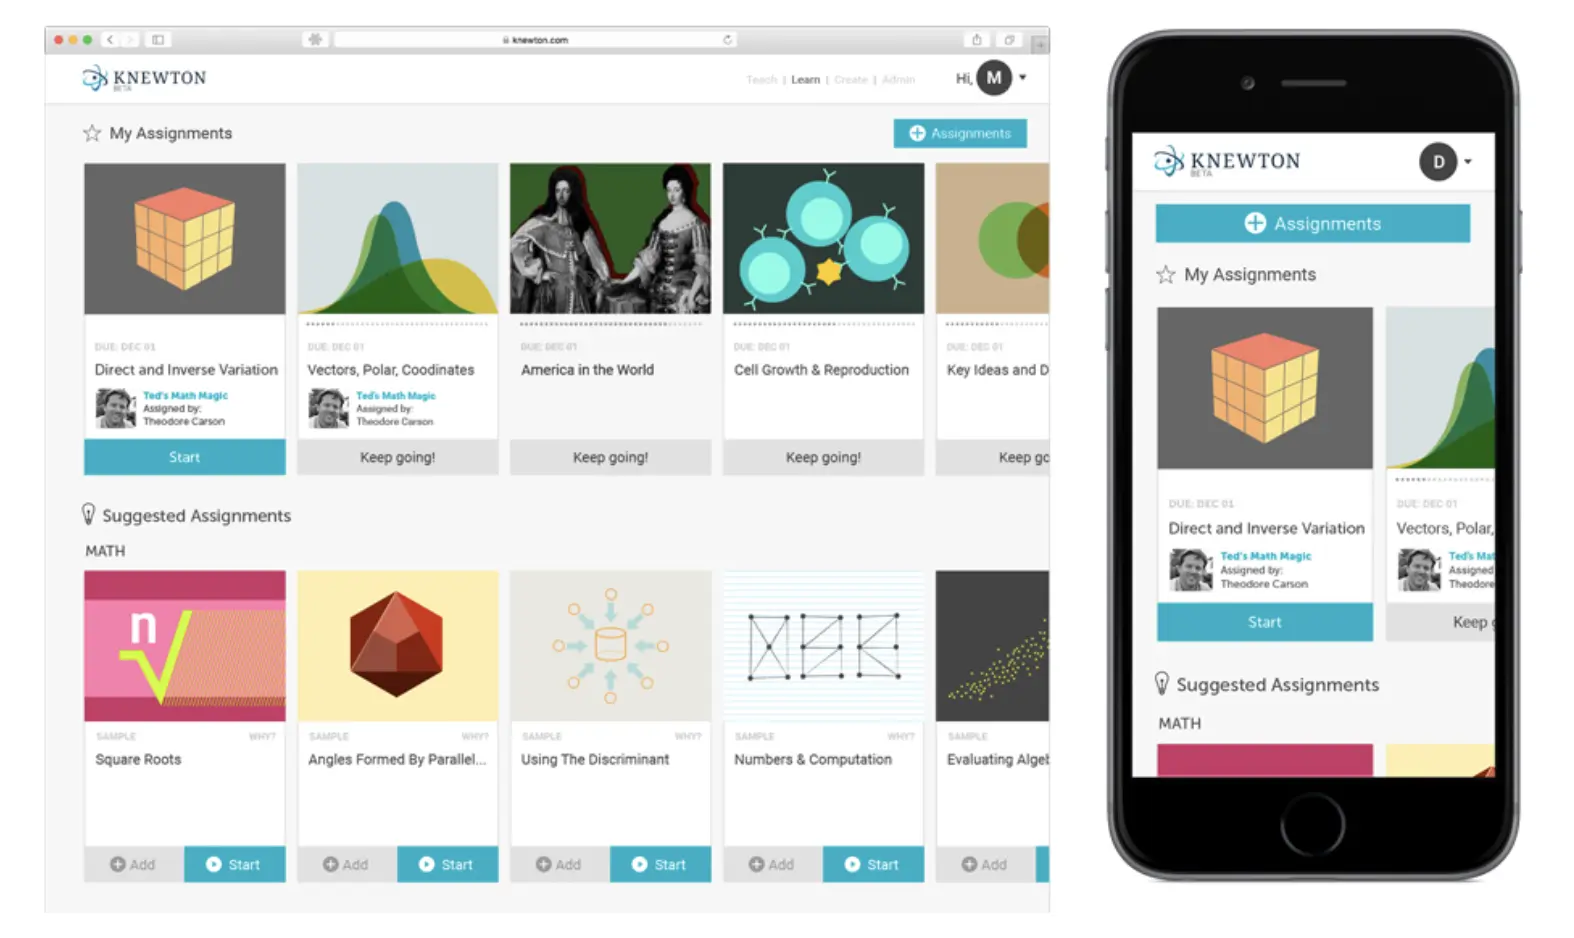 knewton.com
KNEWTON
BETA
Teach | Learn | Create | Admin
Hi, M
My Assignments
Assignments
DUE: DEC 01
Direct and Inverse Variation
Ted's Math Magic
Assigned by:
Theodore Carson
Start
DUE: DEC 01
Vectors, Polar, Coodinates
Ted's Math Magic
Assigned by:
Theodore Carson
Keep going!
DUE: DEC 01
America in the World
Keep going!
DUE: DEC 01
Cell Growth & Reproduction
Keep going!
DUE: DEC 01
Key Ideas and D
Keep go
Suggested Assignments
MATH
n
SAMPLE WHY?
Square Roots
Add Start
SAMPLE WHY?
Angles Formed By Parallel...
Add Start
SAMPLE WHY?
Using The Discriminant
Add Start
SAMPLE WHY?
Numbers & Computation
Add Start
SAMPLE
Evaluating Algeb
Add
KNEWTON
BETA
D
Assignments
My Assignments
DUE: DEC 01
Direct and Inverse Variation
Ted's Math Magic
Assigned by:
Theodore Carson
Start
DUE: DEC 01
Vectors, Polar,
Ted's Mat
Assigned
Theodore
Keep g
Suggested Assignments
MATH